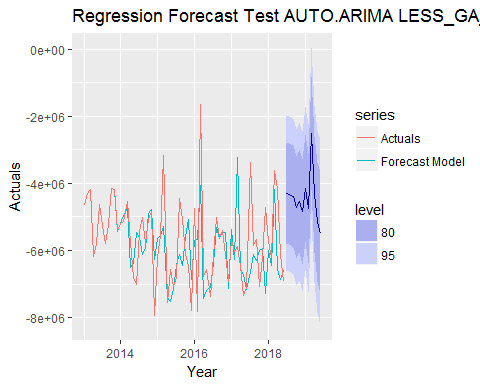 Regression Forecast Test AUTO.ARIMA LESS_GA
0e+00
-2e+06
-4e+06
-6e+06
-8e+06
Actuals
2014
2016
2018
Year
series
Actuals
Forecast Model
level
80
95